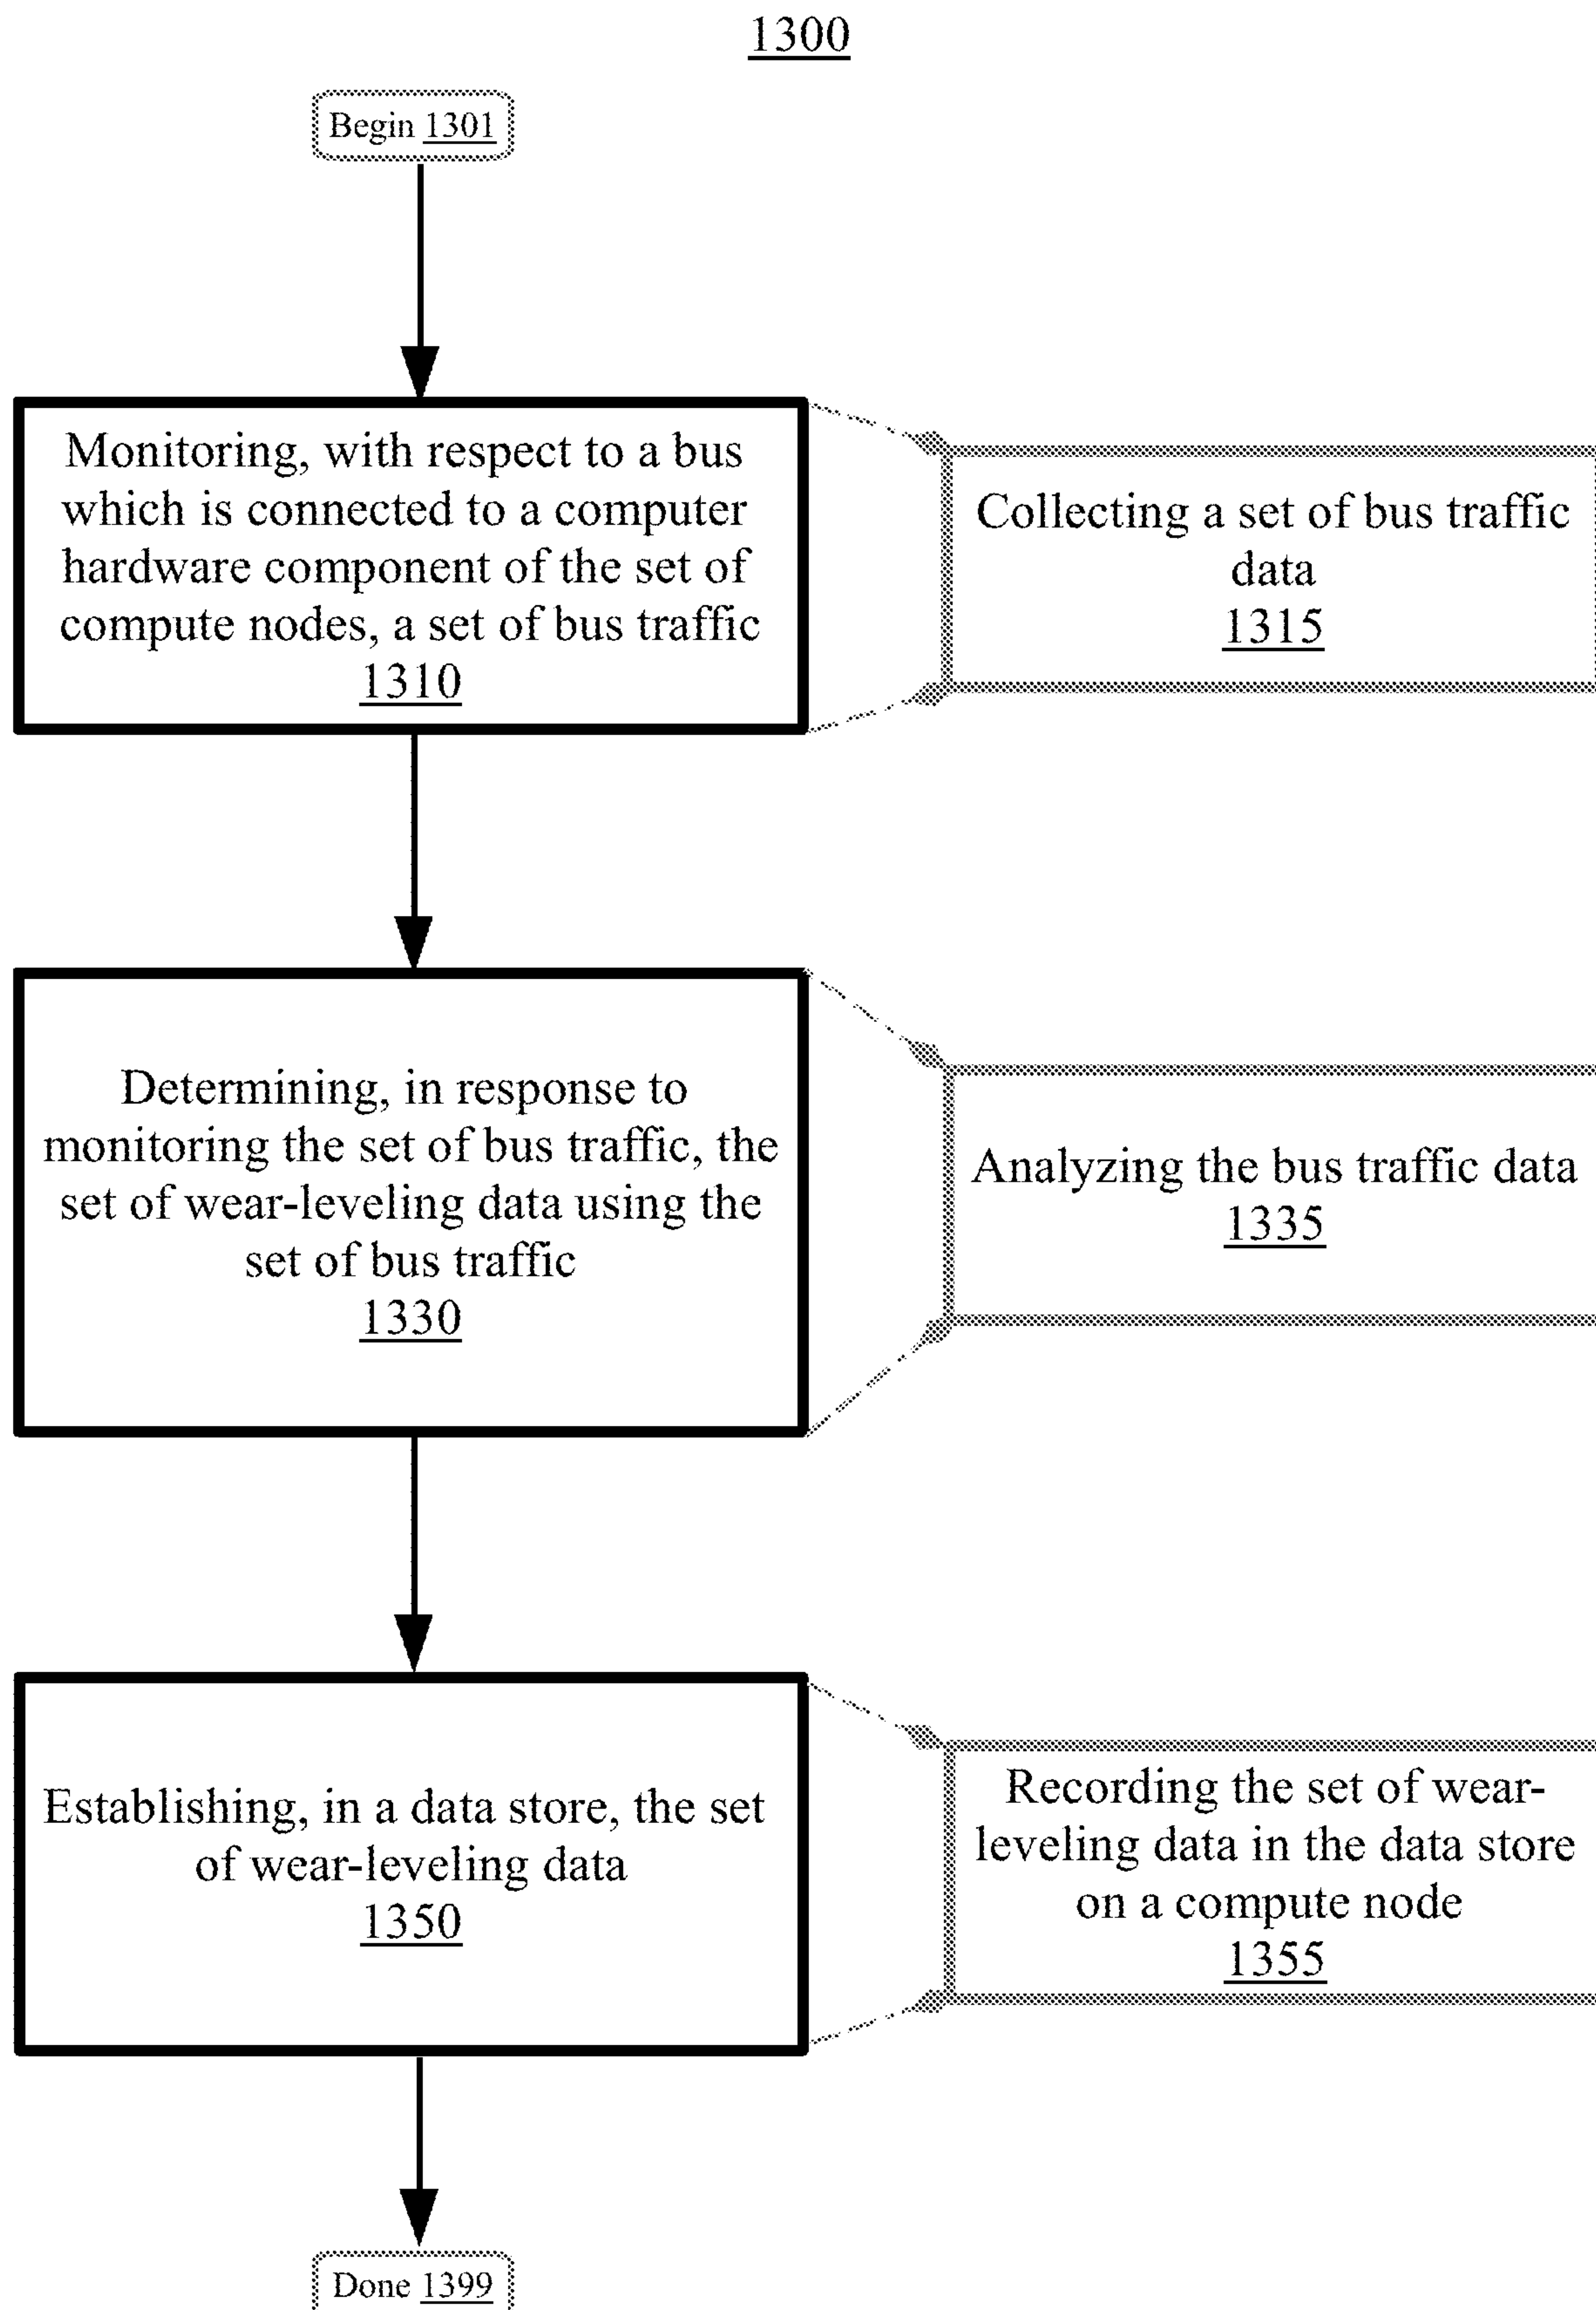 1300
Begin 1301
Monitoring, with respect to a bus
which is connected to a computer
hardware component of the set of
compute nodes, a set of bus traffic
1310
Collecting a set of bus traffic
data
1315
Determining, in response to
monitoring the set of bus traffic, the
set of wear-leveling data using the
set of bus traffic
1330
Analyzing the bus traffic data
1335
Establishing, in a data store, the set
of wear-leveling data
1350
Recording the set of wear-
leveling data in the data store
on a compute node
1355
Done 1399